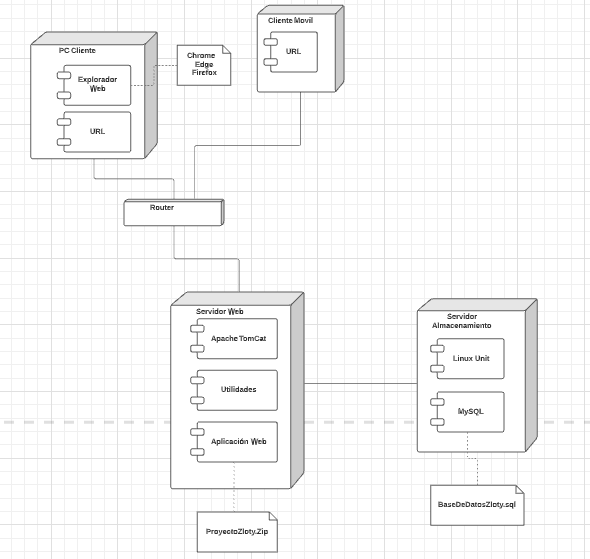 Cliente Movil
URL
PC Cliente
Explorador
Web
URL
Chrome
Edge
Firefox
Router
Servidor Web
Apache TomCat
Utilidades
Aplicación Web
ProyectoZloty.Zip
Servidor
Almacenamiento
Linux Unit
MySQL
BaseDeDatosZloty.sql